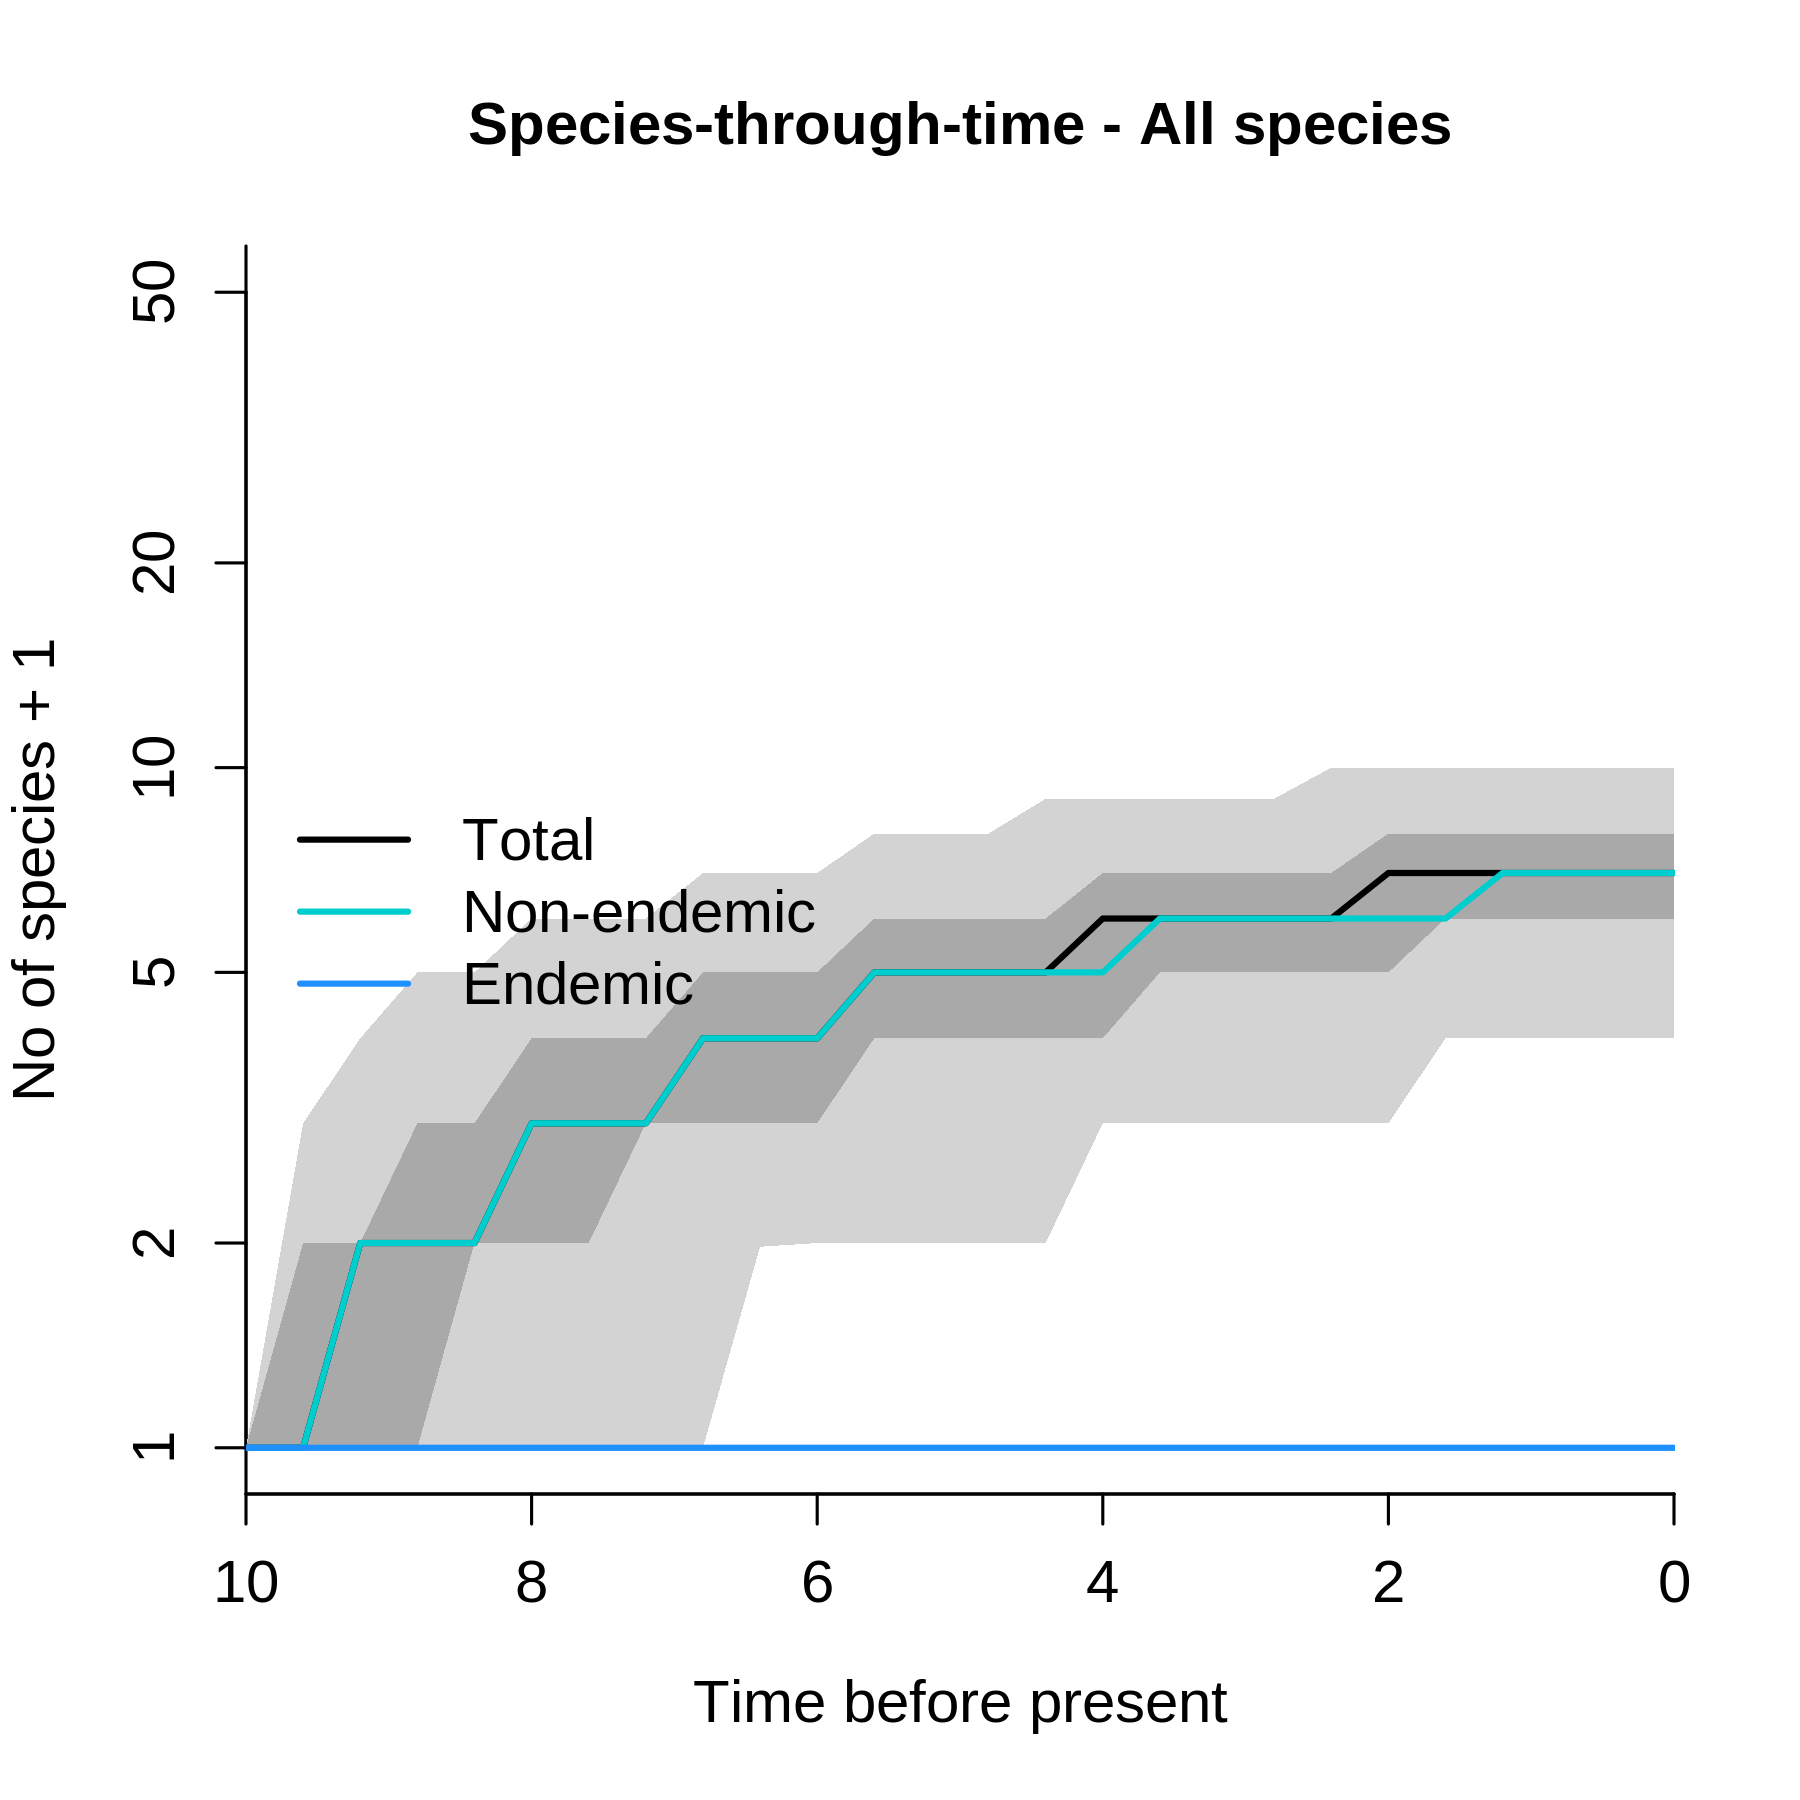 Species-through-time - All species
No of species + 1
50
20
10
5
2
1
Total
Non-endemic
Endemic
10 8 6 4 2 0
Time before present